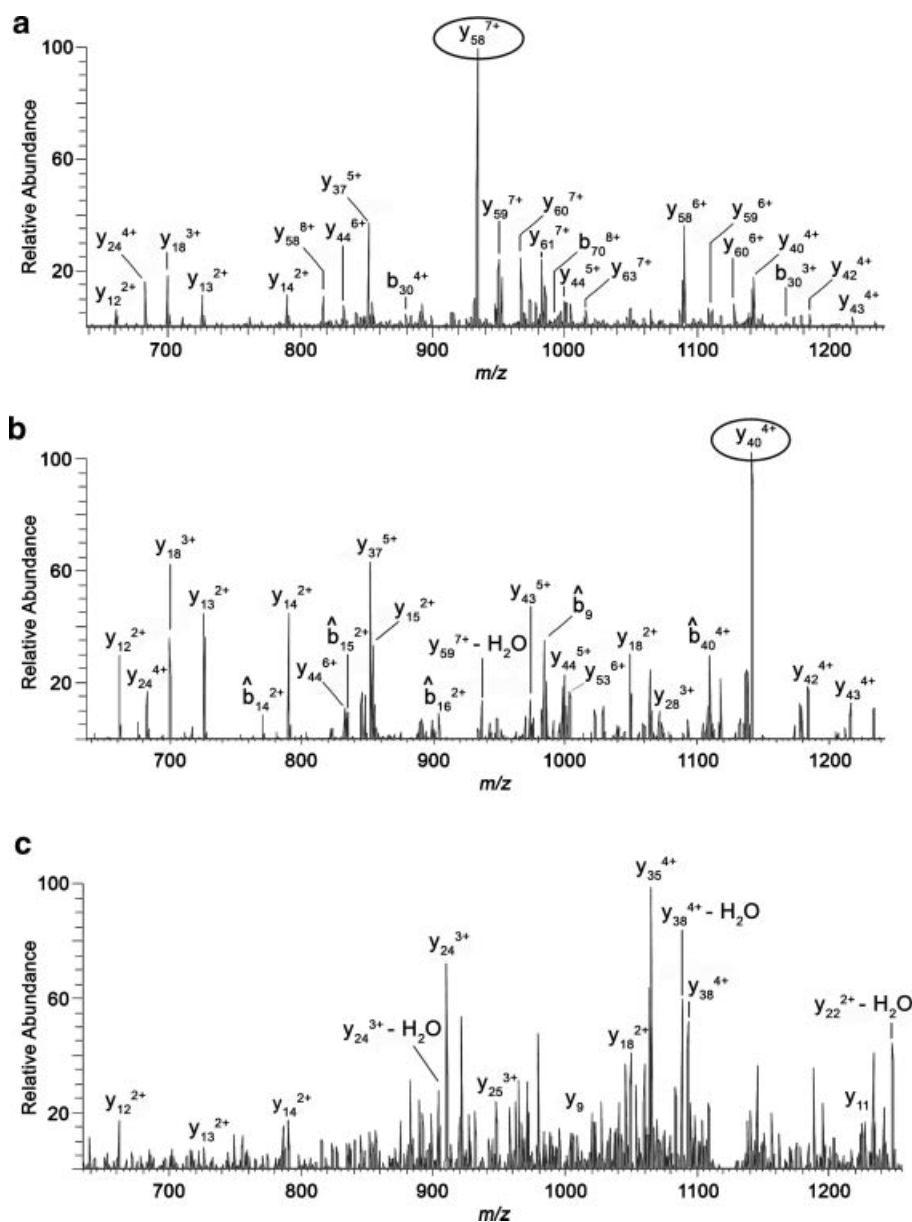 a
y58 7+
100
y37 5+
y59 7+
y60 7+
y58 6+
y59 6+
60
y24 4+
y18 3+
y58 8+
y44 6+
y61 7+
b70 8+
y60 6+
y40 4+
20
y12 2+
y13 2+
y14 2+
b30 4+
y44 5+
y63 7+
b30 3+
y42 4+
y43 4+
Relative Abundance
700 800 900 1000 1100 1200
m/z
b
y40 4+
100
y18 3+
y37 5+
60
y12 2+
y13 2+
y14 2+
b̂15 2+
y15 2+
y43 5+
b̂9
y59 7+ - H2O
y18 2+
b̂40 4+
20
y24 4+
b̂14 2+
y44 6+
b̂16 2+
y44 5+
y53 6+
y28 3+
y42 4+
y43 4+
Relative Abundance
700 800 900 1000 1100 1200
m/z
c
y35 4+
100
y38 4+ - H2O
y24 3+
60
y38 4+
y22 2+ - H2O
y24 3+ - H2O
y18 2+
20
y12 2+
y13 2+
y14 2+
y25 3+
y9
y11
Relative Abundance
700 800 900 1000 1100 1200
m/z